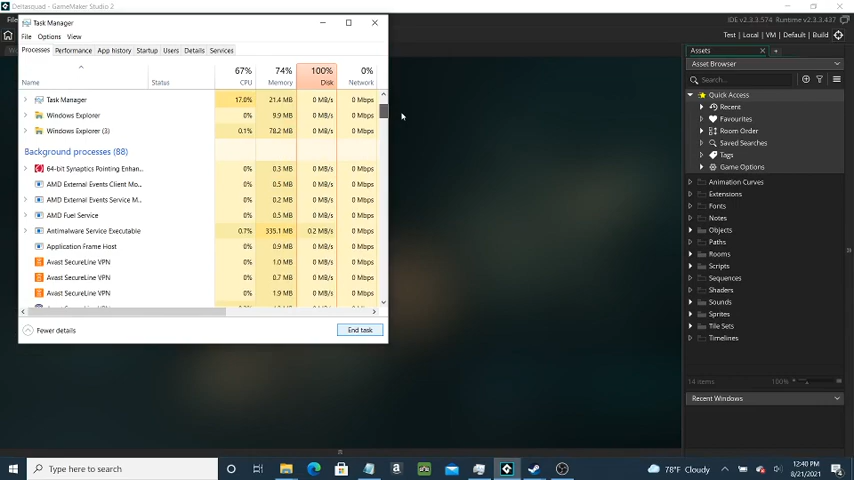 Deltasquad - GameMaker Studio 2
Task Manager
File Options View
IDE v2.3.3.574 Runtime v2.3.3.437
Test | Local | VM | Default | Build
Processes Performance App history Startup Users Details Services
67% 74% 100% 0%
Name Status CPU Memory Disk Network
Task Manager 17.0% 21.4 MB 0 MB/s 0 Mbps
Windows Explorer 0% 9.9 MB 0 MB/s 0 Mbps
Windows Explorer (3) 0.1% 78.2 MB 0 MB/s 0 Mbps
Background processes (88)
64-bit Synaptics Pointing Enhan... 0% 0.3 MB 0 MB/s 0 Mbps
AMD External Events Client Mo... 0% 0.5 MB 0 MB/s 0 Mbps
AMD External Events Service M... 0% 0.2 MB 0 MB/s 0 Mbps
AMD Fuel Service 0% 0.5 MB 0 MB/s 0 Mbps
Antimalware Service Executable 0.7% 335.1 MB 0.2 MB/s 0 Mbps
Application Frame Host 0% 0.9 MB 0 MB/s 0 Mbps
Avast SecureLine VPN 0% 1.0 MB 0 MB/s 0 Mbps
Avast SecureLine VPN 0% 0.7 MB 0 MB/s 0 Mbps
Avast SecureLine VPN 0% 1.9 MB 0 MB/s 0 Mbps
Fewer details
End task
Assets
Asset Browser
Search...
Quick Access
Recent
Favourites
Room Order
Saved Searches
Tags
Game Options
Animation Curves
Extensions
Fonts
Notes
Objects
Paths
Rooms
Scripts
Sequences
Shaders
Sounds
Sprites
Tile Sets
Timelines
14 items 100%
Recent Windows
Type here to search
78°F Cloudy
12:40 PM
8/21/2021
4